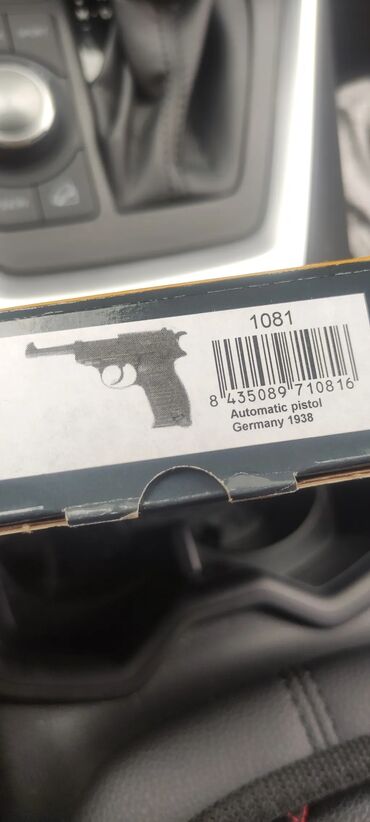 1081
8 435089 710816
Automatic pistol
Germany 1938